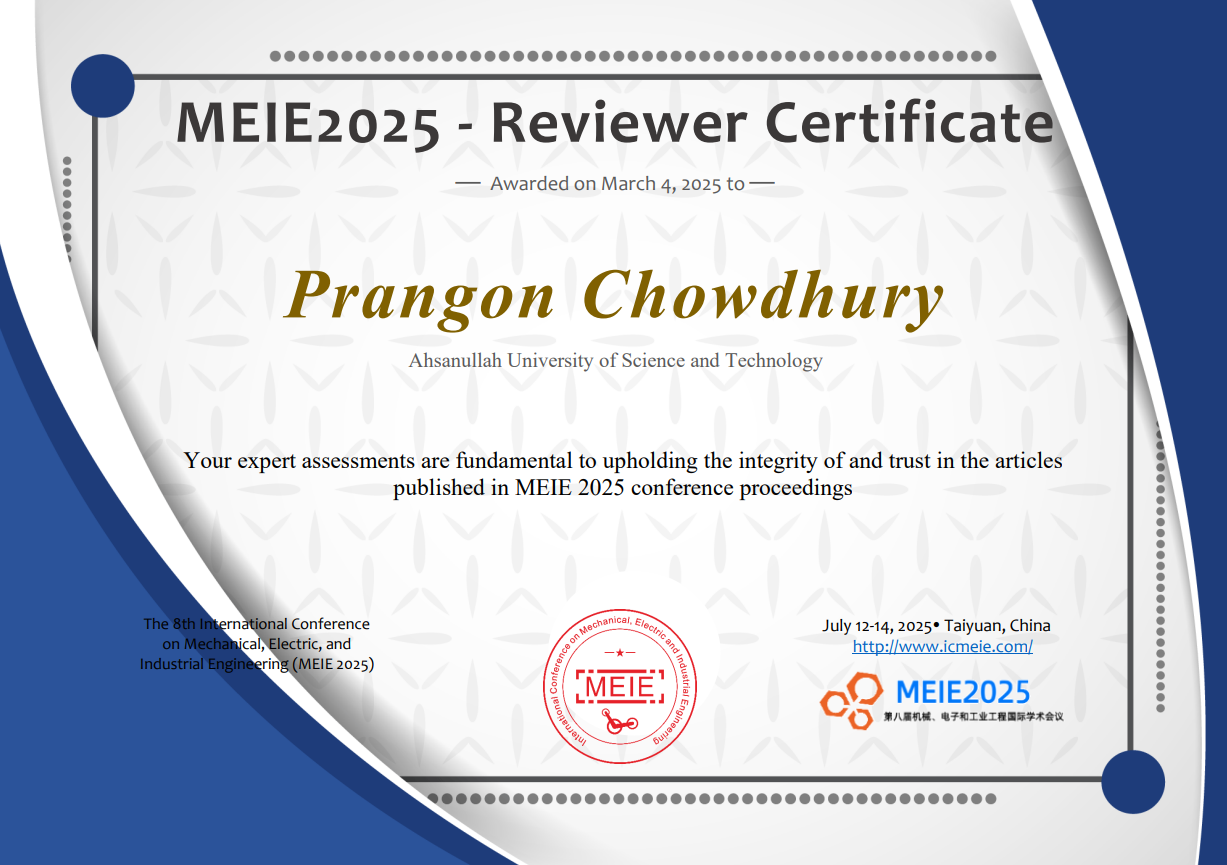 MEIE2025 - Reviewer Certificate
Awarded on March 4, 2025 to
Prangon Chowdhury
Ahsanullah University of Science and Technology
Your expert assessments are fundamental to upholding the integrity of and trust in the articles
published in MEIE 2025 conference proceedings
The 8th International Conference
on Mechanical, Electric, and
Industrial Engineering (MEIE 2025)
International Conference on Mechanical, Electric and Industrial Engineering
MEIE
July 12-14, 2025• Taiyuan, China
http://www.icmeie.com/
MEIE2025
第八届机械、电子和工业工程国际学术会议